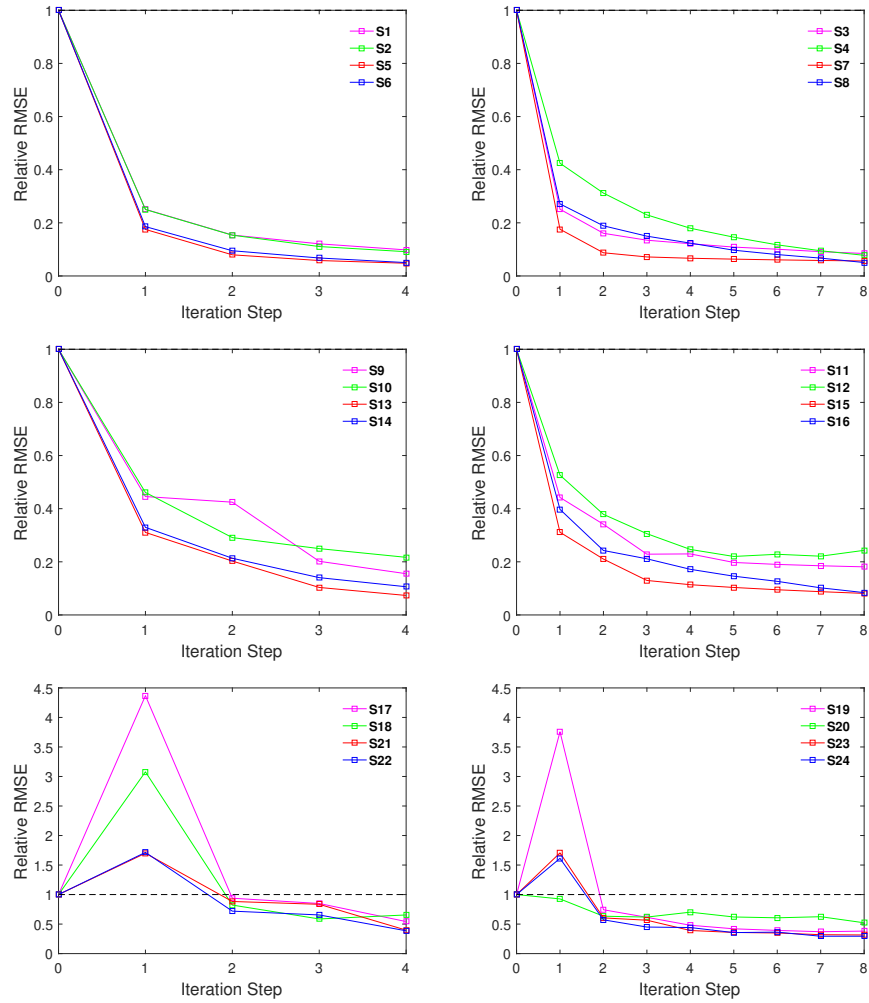 1
0.8
0.6
0.4
0.2
0
Relative RMSE
0 1 2 3 4
Iteration Step
S1
S2
S5
S6
1
0.8
0.6
0.4
0.2
0
Relative RMSE
0 1 2 3 4 5 6 7 8
Iteration Step
S3
S4
S7
S8
1
0.8
0.6
0.4
0.2
0
Relative RMSE
0 1 2 3 4
Iteration Step
S9
S10
S13
S14
1
0.8
0.6
0.4
0.2
0
Relative RMSE
0 1 2 3 4 5 6 7 8
Iteration Step
S11
S12
S15
S16
4.5
4
3.5
3
2.5
2
1.5
1
0.5
0
Relative RMSE
0 1 2 3 4
Iteration Step
S17
S18
S21
S22
4.5
4
3.5
3
2.5
2
1.5
1
0.5
0
Relative RMSE
0 1 2 3 4 5 6 7 8
Iteration Step
S19
S20
S23
S24